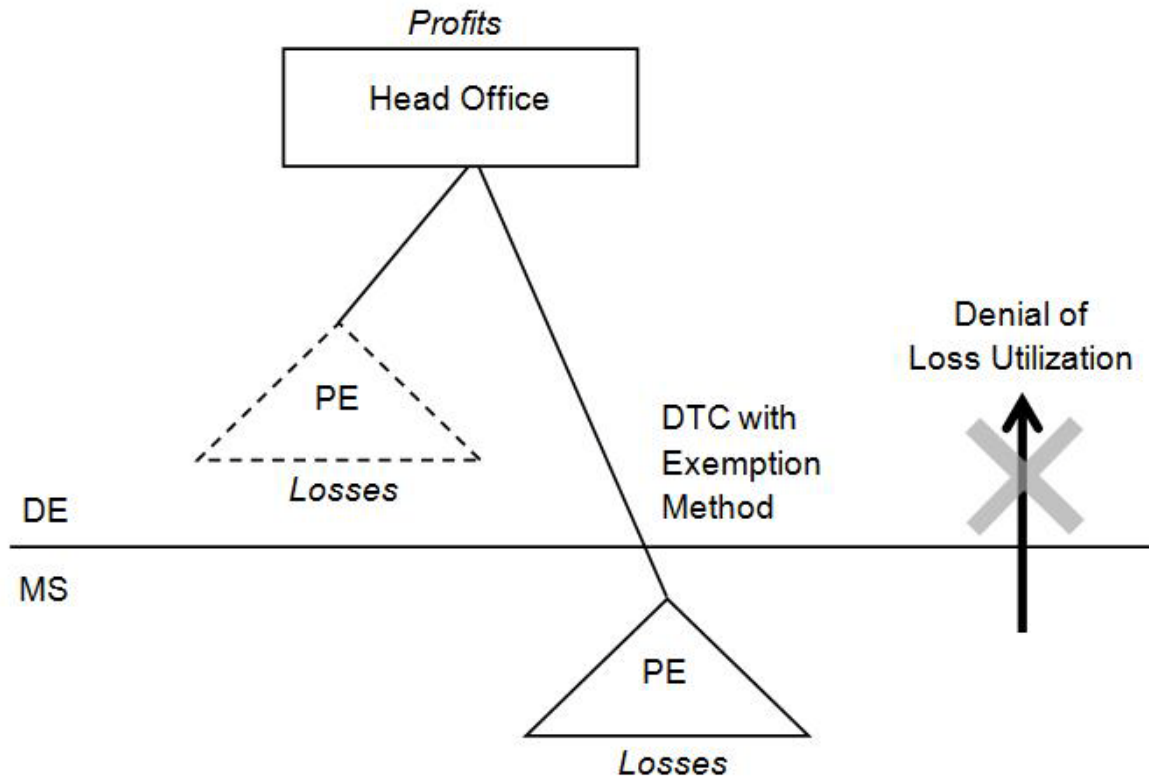 Profits
Head Office
PE
Losses
DTC with
Exemption
Method
Denial of
Loss Utilization
DE
MS
PE
Losses